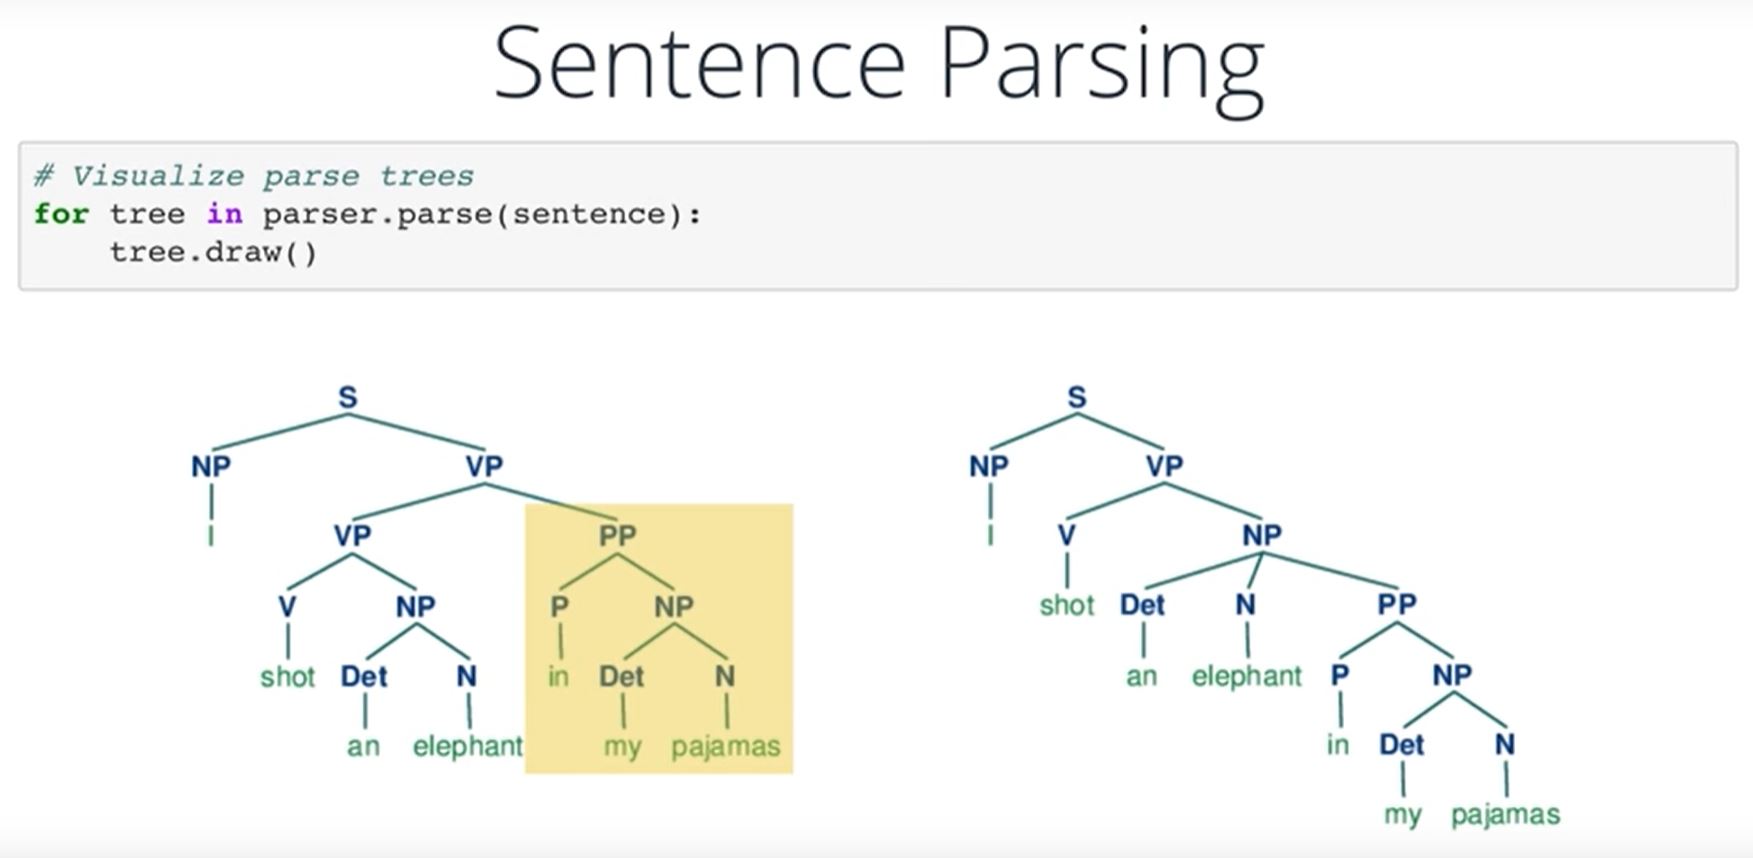 Sentence Parsing
# Visualize parse trees
for tree in parser.parse(sentence):
    tree.draw()
S
NP VP
I VP PP
V NP P NP
shot Det N in Det N
an elephant my pajamas
S
NP VP
I V NP
shot Det N PP
an elephant P NP
in Det N
my pajamas